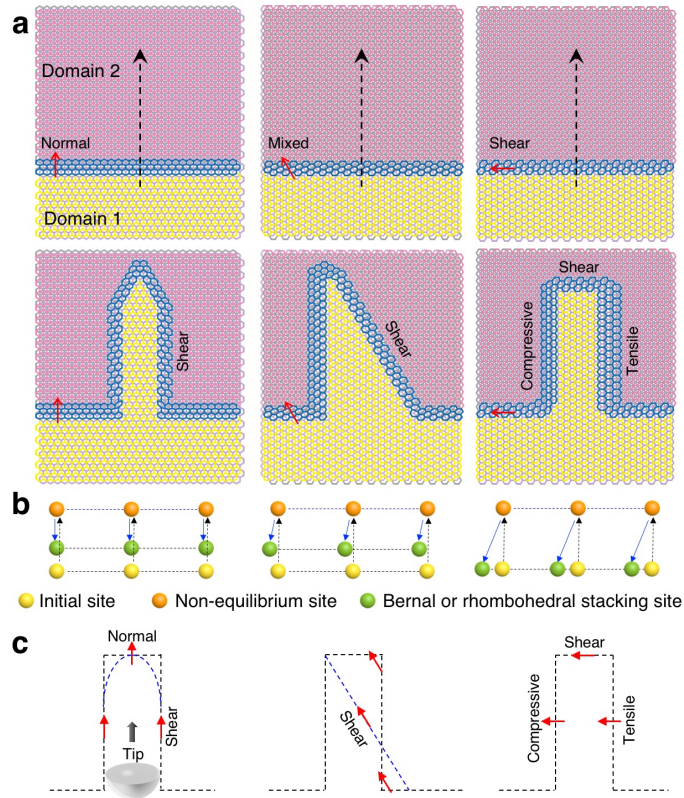 a
Domain 2
Normal
Mixed
Shear
Domain 1
Shear
Shear
Shear
Compressive
Tensile
b
Initial site
Non-equilibrium site
Bernal or rhombohedral stacking site
c
Normal
Shear
Tip
Shear
Shear
Compressive
Tensile